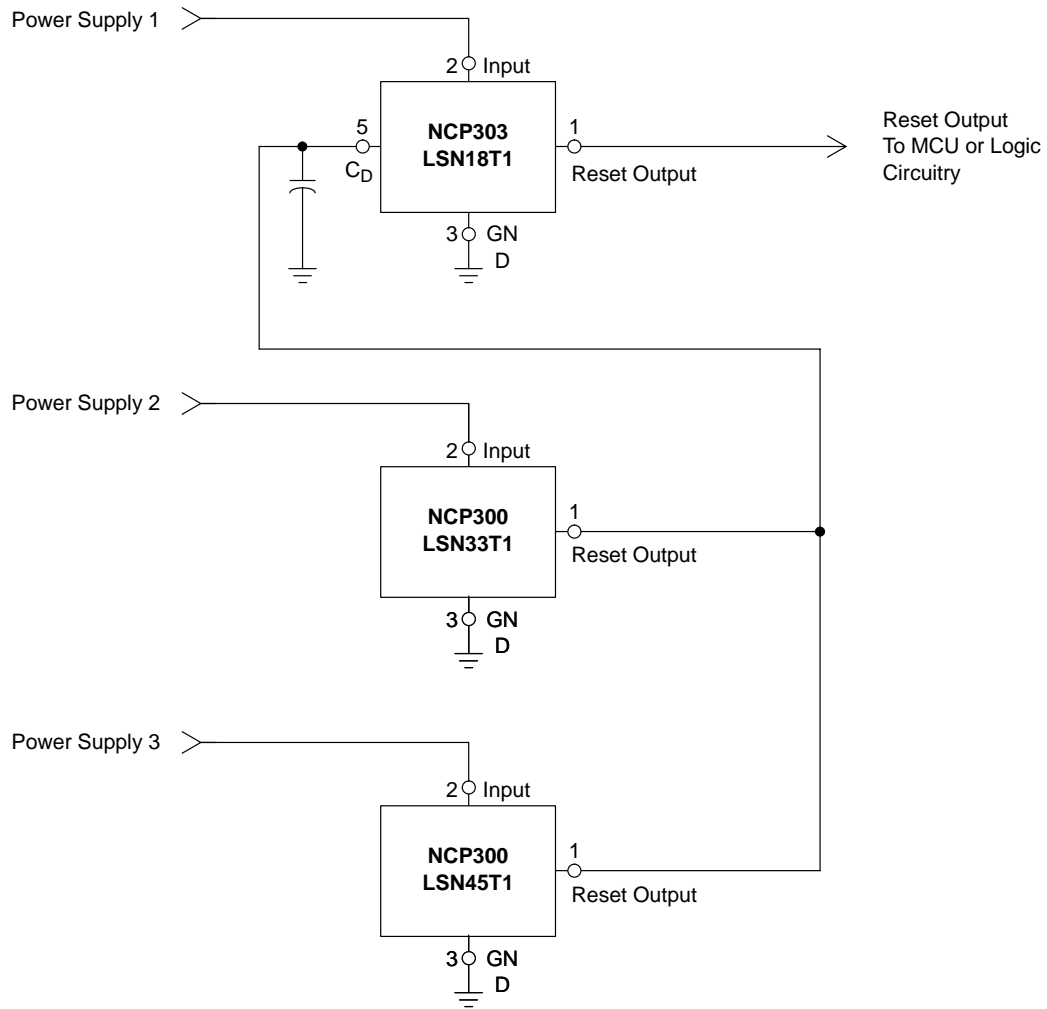 Power Supply 1
2 Input
5
NCP303
LSN18T1
1
Reset Output
To MCU or Logic
Circuitry
CD
Reset Output
3 GN
D
Power Supply 2
2 Input
NCP300
LSN33T1
1
Reset Output
3 GN
D
Power Supply 3
2 Input
NCP300
LSN45T1
1
Reset Output
3 GN
D